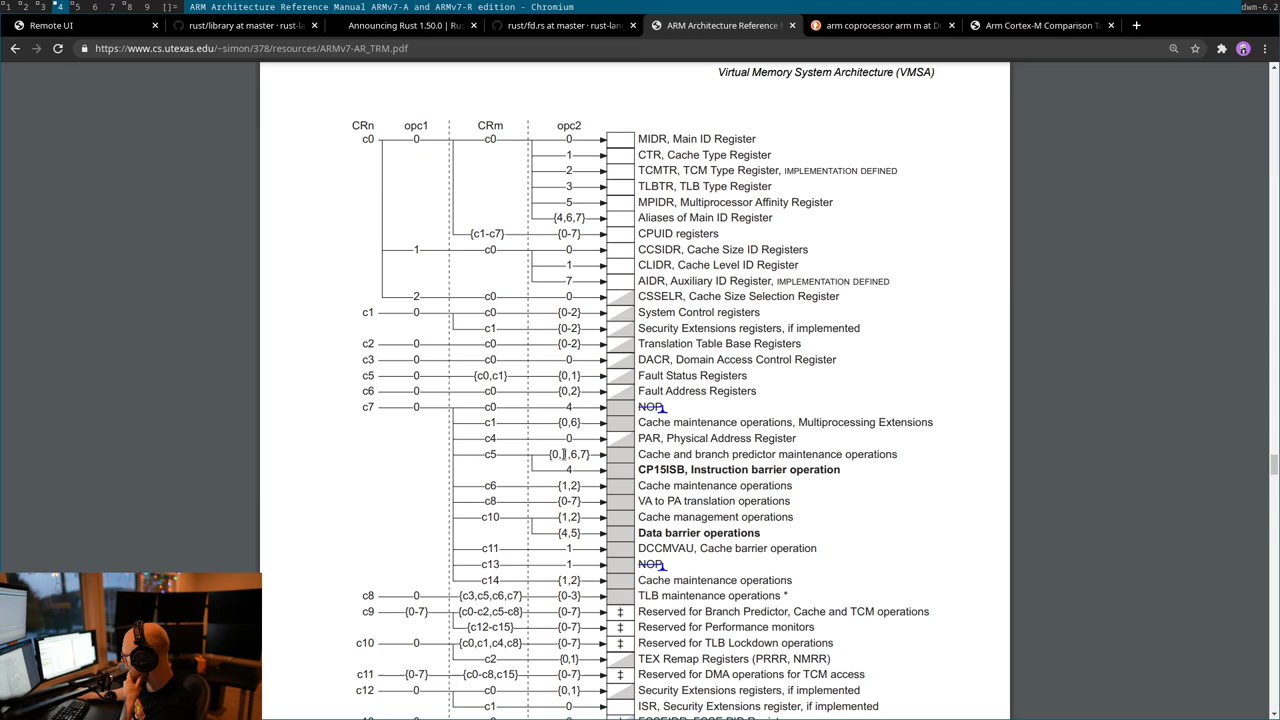 1 2 3 4 5 6 7 8 9 []= ARM Architecture Reference Manual ARMv7-A and ARMv7-R edition - Chromium dwm-6.2
Remote UI × rust/library at master · rust-la × Announcing Rust 1.50.0 | Rus × rust/fd.rs at master · rust-lan × ARM Architecture Reference M × arm coprocessor arm m at Du × Arm Cortex-M Comparison Ta × +
https://www.cs.utexas.edu/~simon/378/resources/ARMv7-AR_TRM.pdf
Virtual Memory System Architecture (VMSA)
CRn opc1 CRm opc2
c0 0 c0 0 MIDR, Main ID Register
1 CTR, Cache Type Register
2 TCMTR, TCM Type Register, IMPLEMENTATION DEFINED
3 TLBTR, TLB Type Register
5 MPIDR, Multiprocessor Affinity Register
{4,6,7} Aliases of Main ID Register
{c1-c7} {0-7} CPUID registers
1 c0 0 CCSIDR, Cache Size ID Registers
1 CLIDR, Cache Level ID Register
7 AIDR, Auxiliary ID Register, IMPLEMENTATION DEFINED
2 c0 0 CSSELR, Cache Size Selection Register
c1 0 c0 {0-2} System Control registers
c1 {0-2} Security Extensions registers, if implemented
c2 0 c0 {0-2} Translation Table Base Registers
c3 0 c0 0 DACR, Domain Access Control Register
c5 0 {c0,c1} {0,1} Fault Status Registers
c6 0 c0 {0,2} Fault Address Registers
c7 0 c0 4 NOP
c1 {0,6} Cache maintenance operations, Multiprocessing Extensions
c4 0 PAR, Physical Address Register
c5 {0,1,6,7} Cache and branch predictor maintenance operations
4 CP15ISB, Instruction barrier operation
c6 {1,2} Cache maintenance operations
c8 {0-7} VA to PA translation operations
c10 {1,2} Cache management operations
{4,5} Data barrier operations
c11 1 DCCMVAU, Cache barrier operation
c13 1 NOP
c14 {1,2} Cache maintenance operations
c8 0 {c3,c5,c6,c7} {0-3} TLB maintenance operations *
c9 {0-7} {c0-c2,c5-c8} {0-7} ‡ Reserved for Branch Predictor, Cache and TCM operations
{c12-c15} {0-7} ‡ Reserved for Performance monitors
c10 0 {c0,c1,c4,c8} {0-7} ‡ Reserved for TLB Lockdown operations
c2 {0,1} TEX Remap Registers (PRRR, NMRR)
c11 {0-7} {c0-c8,c15} {0-7} ‡ Reserved for DMA operations for TCM access
c12 0 c0 {0,1} Security Extensions registers, if implemented
c1 0 ISR, Security Extensions register, if implemented